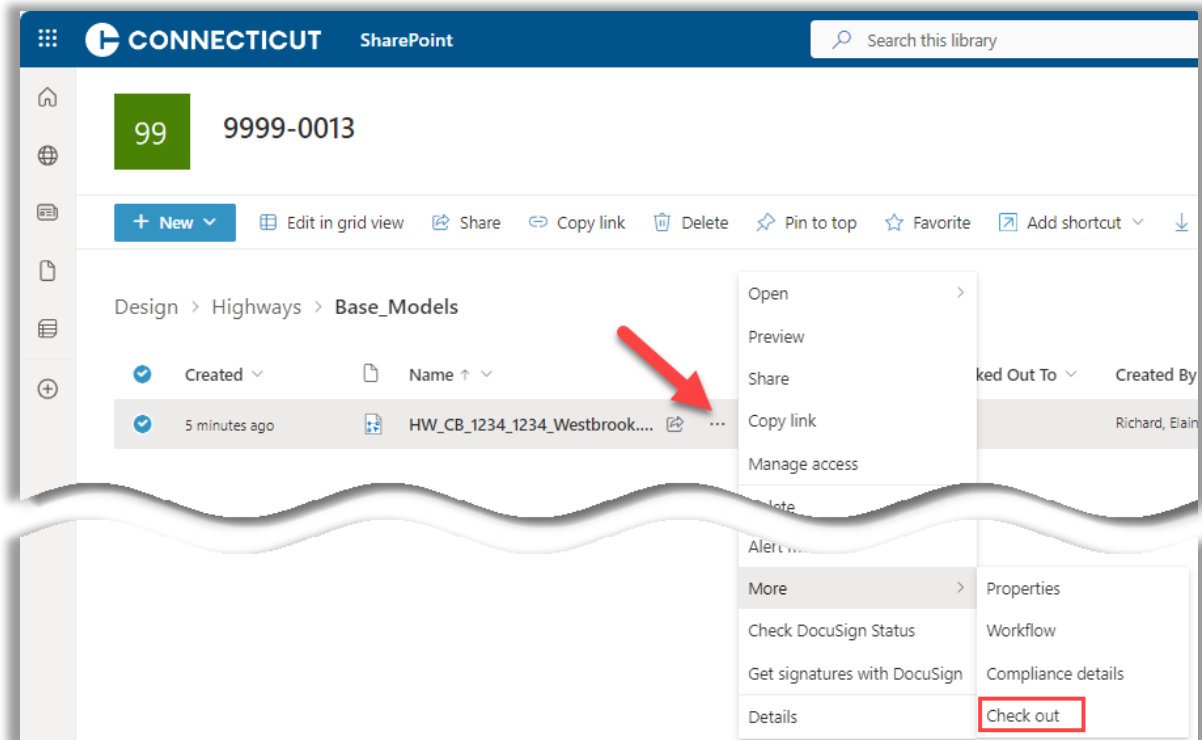 CONNECTICUT SharePoint Search this library
99 9999-0013
+ New Edit in grid view Share Copy link Delete Pin to top Favorite Add shortcut
Design > Highways > Base_Models
Created Name ↑ ked Out To Created By
5 minutes ago HW_CB_1234_1234_Westbrook.... ... Richard, Elain
Open >
Preview
Share
Copy link
Manage access
More >
Check DocuSign Status
Get signatures with DocuSign
Details
Properties
Workflow
Compliance details
Check out